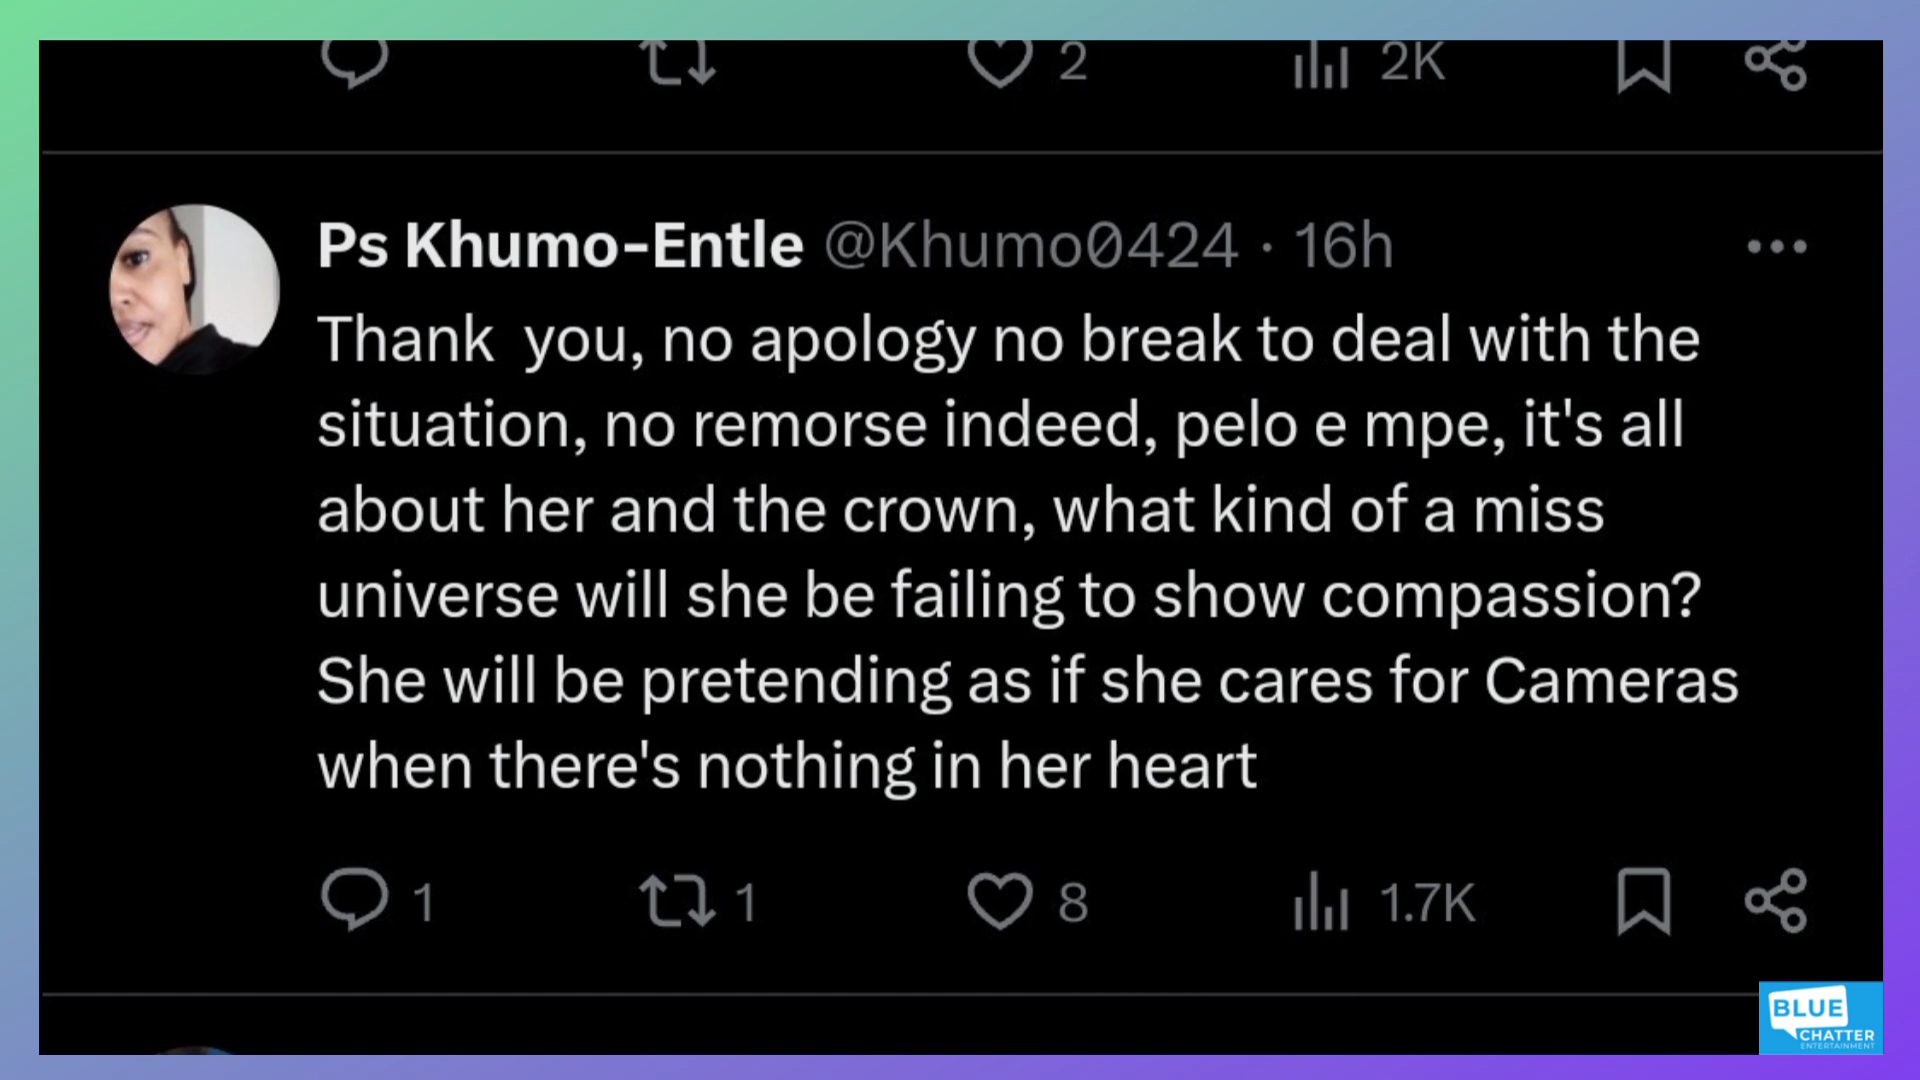 2 2K
Ps Khumo-Entle @Khumo0424 · 16h
Thank you, no apology no break to deal with the
situation, no remorse indeed, pelo e mpe, it's all
about her and the crown, what kind of a miss
universe will she be failing to show compassion?
She will be pretending as if she cares for Cameras
when there's nothing in her heart
1 1 8 1.7K
BLUE
CHATTER
ENTERTAINMENT